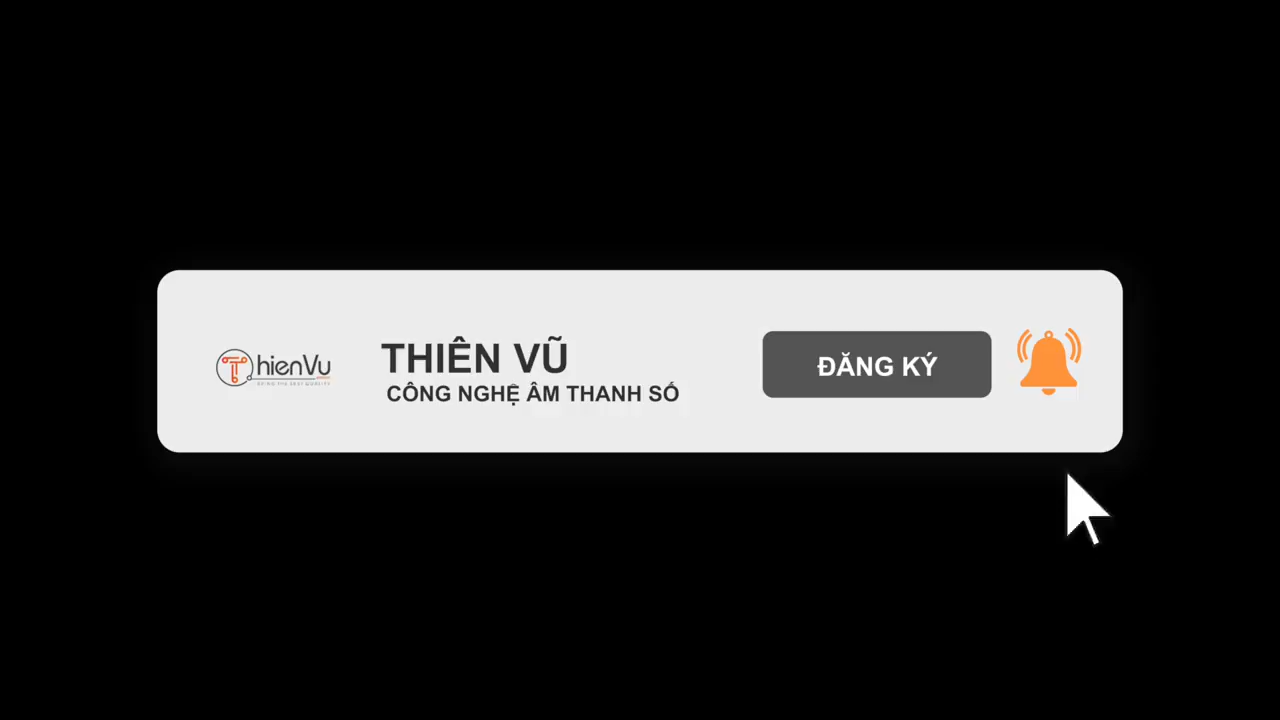 ThienVu
THIÊN VŨ
CÔNG NGHỆ ÂM THANH SỐ
ĐĂNG KÝ